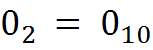 0₂ = 0₁₀